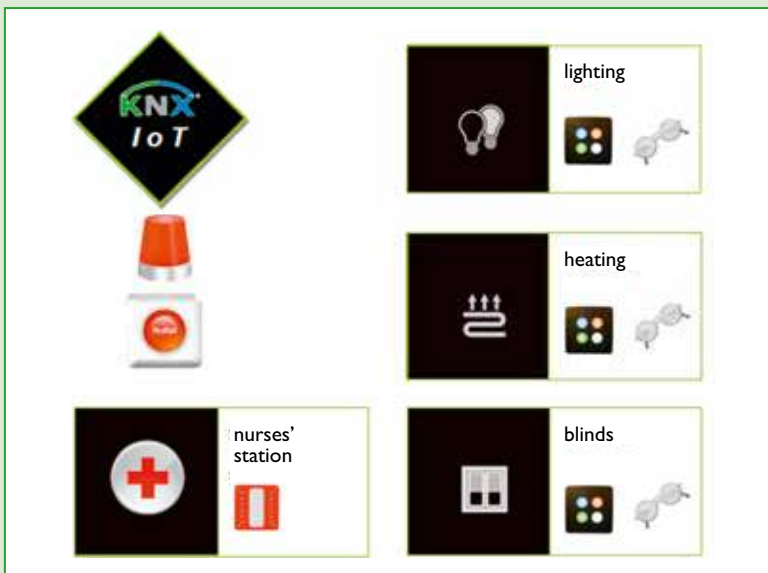 KNX
IoT
lighting
heating
nurses'
station
blinds